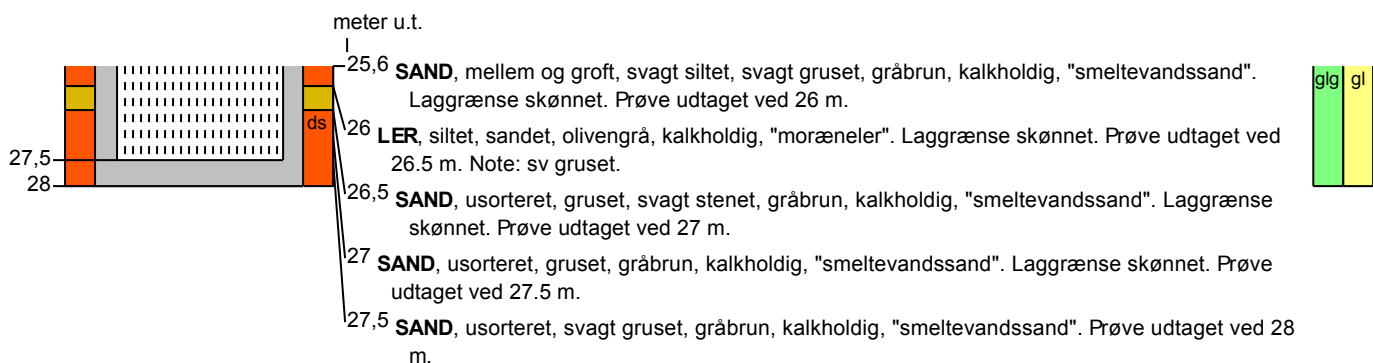 meter u.t.
25,6 SAND, mellem og groft, svagt siltet, svagt gruset, gråbrun, kalkholdig, "smeltevandssand".
Laggrænse skønnet. Prøve udtaget ved 26 m.
glg gl
ds
26 LER, siltet, sandet, olivengrå, kalkholdig, "moræneler". Laggrænse skønnet. Prøve udtaget ved
26.5 m. Note: sv gruset.
27,5
28
26,5 SAND, usorteret, gruset, svagt stenet, gråbrun, kalkholdig, "smeltevandssand". Laggrænse
skønnet. Prøve udtaget ved 27 m.
27 SAND, usorteret, gruset, gråbrun, kalkholdig, "smeltevandssand". Laggrænse skønnet. Prøve
udtaget ved 27.5 m.
27,5 SAND, usorteret, svagt gruset, gråbrun, kalkholdig, "smeltevandssand". Prøve udtaget ved 28
m.